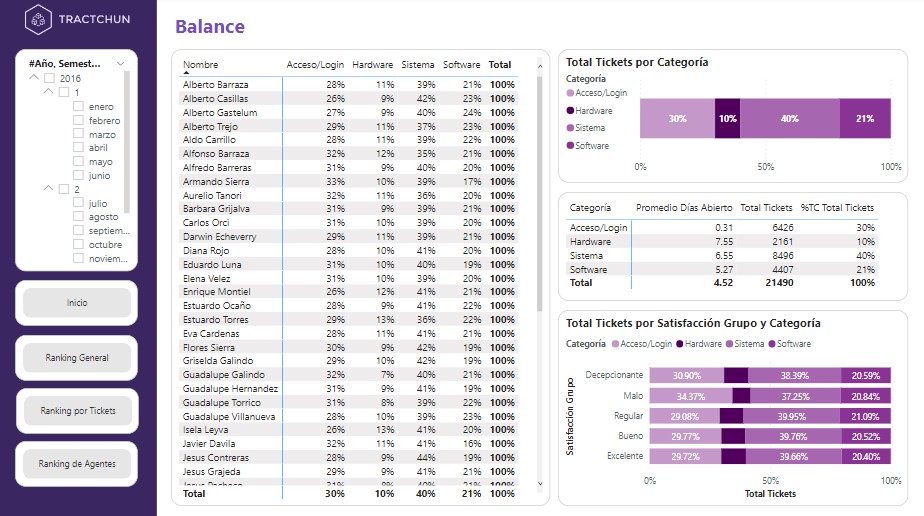 TRACTCHUN
#Año, Semest...
2016
1
enero
febrero
marzo
abril
mayo
junio
2
julio
agosto
septiem...
octubre
noviem...
Inicio
Ranking General
Ranking por Tickets
Ranking de Agentes
Balance
Nombre Acceso/Login Hardware Sistema Software Total
Alberto Barraza 28% 11% 39% 21% 100%
Alberto Casillas 26% 9% 42% 23% 100%
Alberto Gastelum 27% 9% 40% 24% 100%
Alberto Trejo 29% 11% 37% 23% 100%
Aldo Carrillo 28% 11% 39% 22% 100%
Alfonso Barraza 32% 12% 35% 21% 100%
Alfredo Barreras 31% 9% 40% 20% 100%
Armando Sierra 33% 10% 39% 17% 100%
Aurelio Tanori 32% 11% 36% 20% 100%
Barbara Grijalva 31% 9% 39% 21% 100%
Carlos Orci 31% 10% 39% 20% 100%
Darwin Echeverry 29% 11% 39% 21% 100%
Diana Rojo 28% 10% 41% 20% 100%
Eduardo Luna 31% 10% 40% 19% 100%
Elena Velez 31% 10% 39% 20% 100%
Enrique Montiel 26% 12% 41% 21% 100%
Estuardo Ocaño 28% 9% 41% 22% 100%
Estuardo Torres 29% 13% 36% 22% 100%
Eva Cardenas 28% 11% 41% 21% 100%
Flores Sierra 30% 9% 42% 19% 100%
Griselda Galindo 29% 10% 42% 19% 100%
Guadalupe Galindo 32% 7% 40% 21% 100%
Guadalupe Hernandez 31% 9% 41% 19% 100%
Guadalupe Torrico 31% 8% 39% 22% 100%
Guadalupe Villanueva 28% 10% 39% 23% 100%
Isela Leyva 26% 13% 41% 20% 100%
Javier Davila 32% 11% 41% 16% 100%
Jesus Contreras 28% 9% 44% 19% 100%
Jesus Grajeda 29% 9% 41% 21% 100%
Total 30% 10% 40% 21% 100%
Total Tickets por Categoría
Categoría
Acceso/Login
Hardware
Sistema
Software
30% 10% 40% 21%
0% 50% 100%
Categoría Promedio Días Abierto Total Tickets %TC Total Tickets
Acceso/Login 0.31 6426 30%
Hardware 7.55 2161 10%
Sistema 6.55 8496 40%
Software 5.27 4407 21%
Total 4.52 21490 100%
Total Tickets por Satisfacción Grupo y Categoría
Categoría Acceso/Login Hardware Sistema Software
Satisfacción Grupo
Decepcionante 30.90% 38.39% 20.59%
Malo 34.37% 37.25% 20.84%
Regular 29.08% 39.95% 21.09%
Bueno 29.77% 39.76% 20.52%
Excelente 29.72% 39.66% 20.40%
0% 50% 100%
Total Tickets